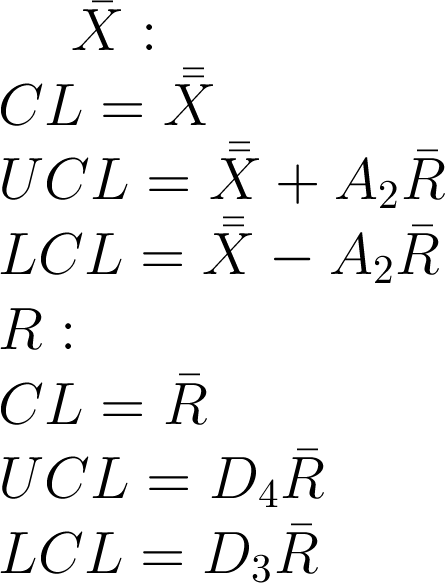 X̄ :
CL = X̿
UCL = X̿ + A₂R̄
LCL = X̿ − A₂R̄
R :
CL = R̄
UCL = D₄R̄
LCL = D₃R̄